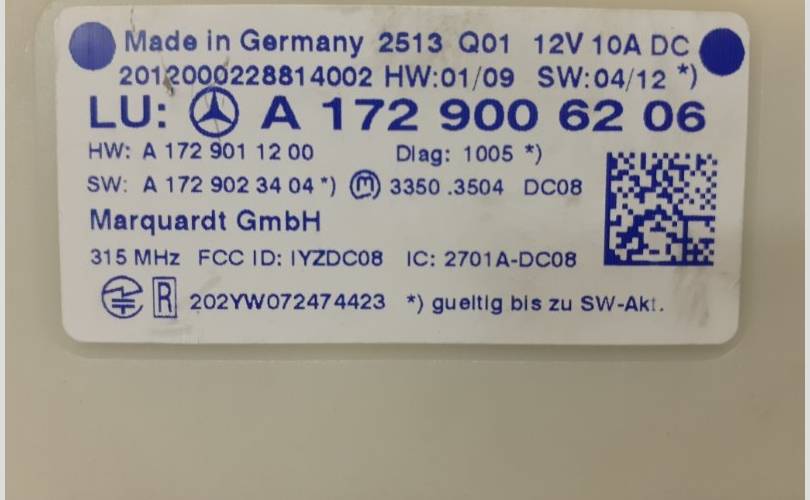 Made in Germany 2513 Q01 12V 10A DC
2012000228814002 HW:01/09 SW:04/12 *)
LU: A 172 900 62 06
HW: A 172 901 12 00 Diag: 1005 *)
SW: A 172 902 34 04 *) M 3350 .3504 DC08
Marquardt GmbH
315 MHz FCC ID: IYZDC08 IC: 2701A-DC08
R 202YW072474423 *) gueltig bis zu SW-Akt.